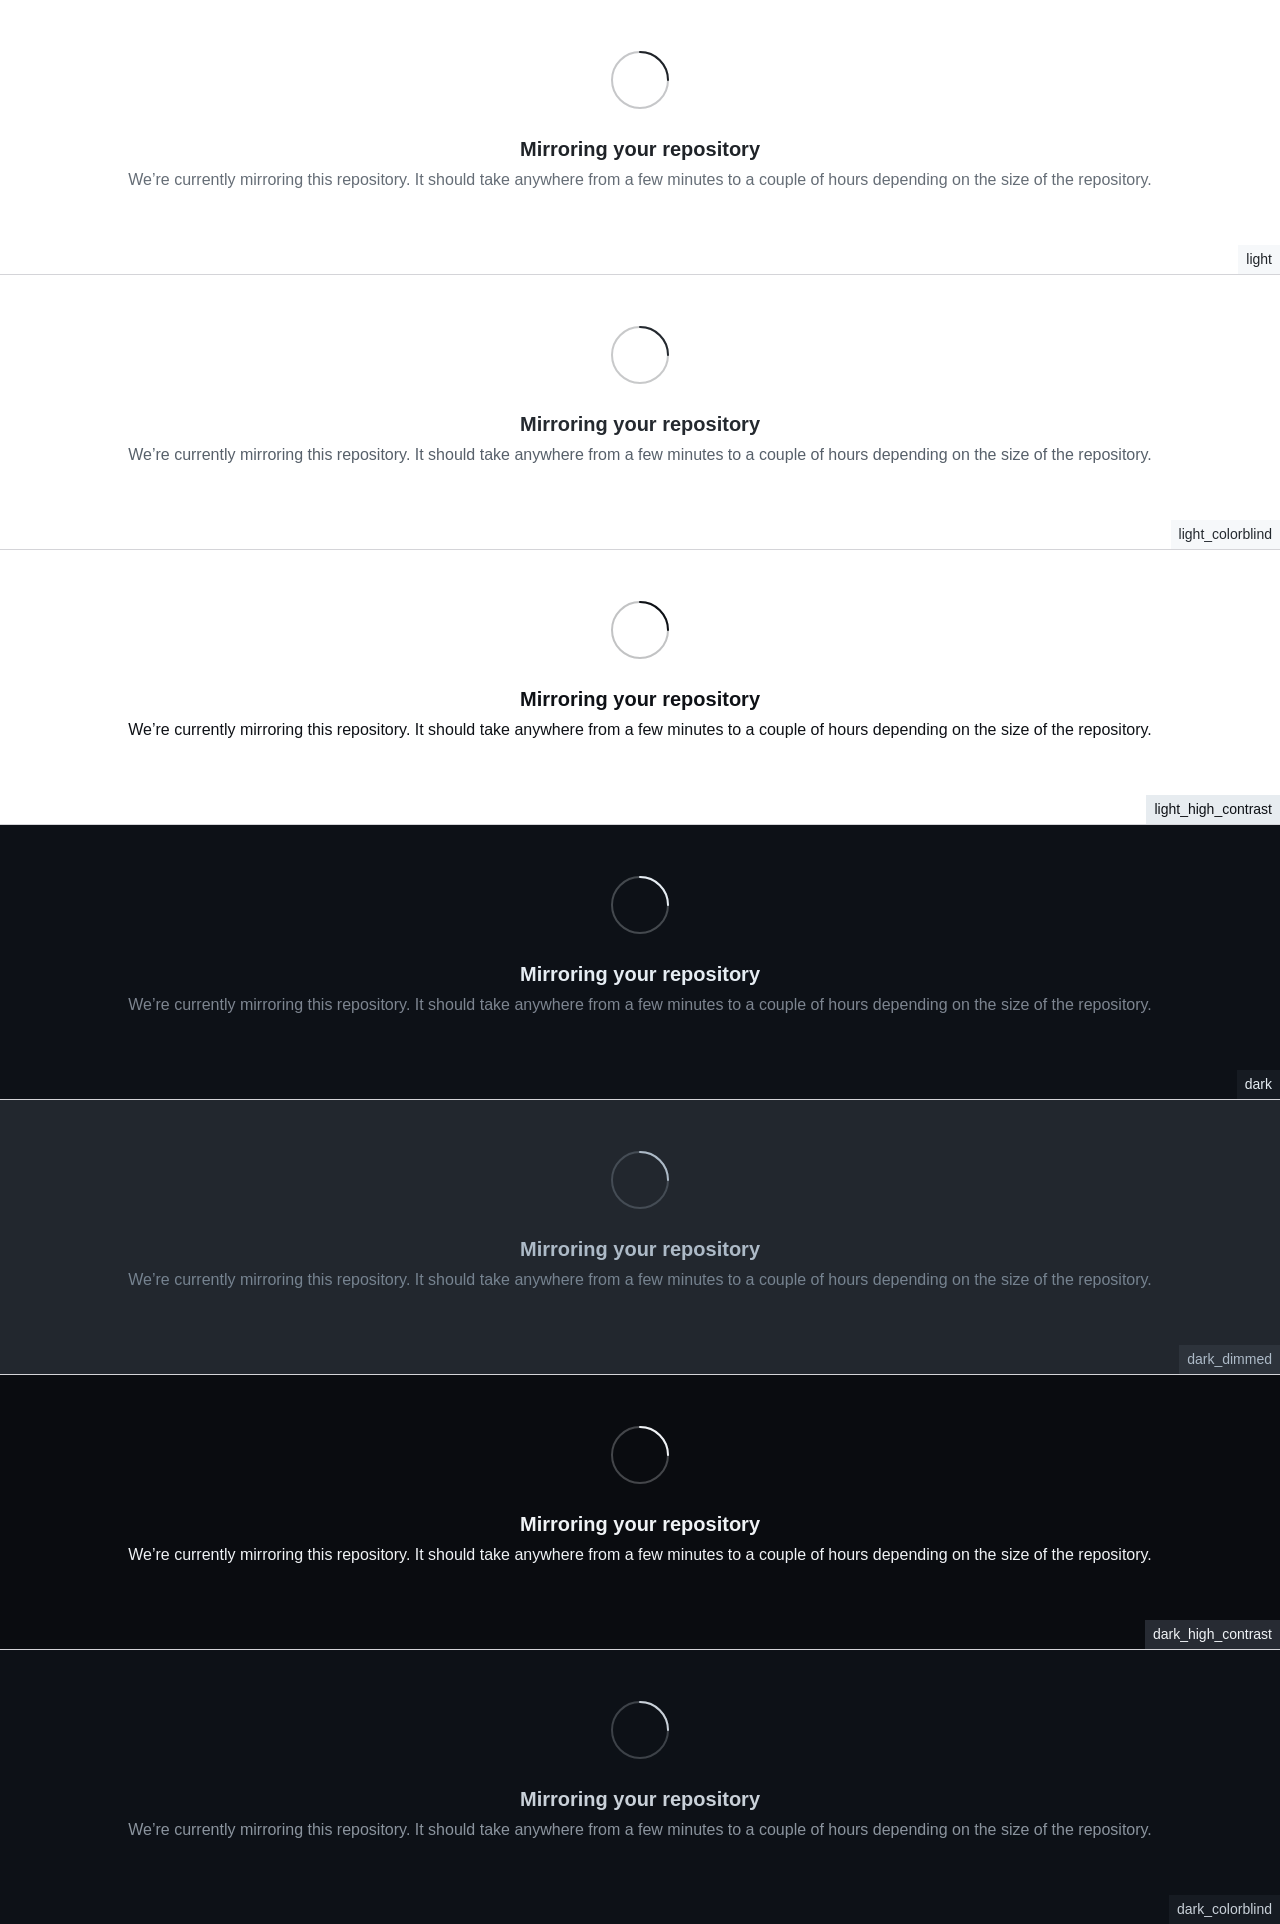 Mirroring your repository
We’re currently mirroring this repository. It should take anywhere from a few minutes to a couple of hours depending on the size of the repository.
light
Mirroring your repository
We’re currently mirroring this repository. It should take anywhere from a few minutes to a couple of hours depending on the size of the repository.
light_colorblind
Mirroring your repository
We’re currently mirroring this repository. It should take anywhere from a few minutes to a couple of hours depending on the size of the repository.
light_high_contrast
Mirroring your repository
We’re currently mirroring this repository. It should take anywhere from a few minutes to a couple of hours depending on the size of the repository.
dark
Mirroring your repository
We’re currently mirroring this repository. It should take anywhere from a few minutes to a couple of hours depending on the size of the repository.
dark_dimmed
Mirroring your repository
We’re currently mirroring this repository. It should take anywhere from a few minutes to a couple of hours depending on the size of the repository.
dark_high_contrast
Mirroring your repository
We’re currently mirroring this repository. It should take anywhere from a few minutes to a couple of hours depending on the size of the repository.
dark_colorblind